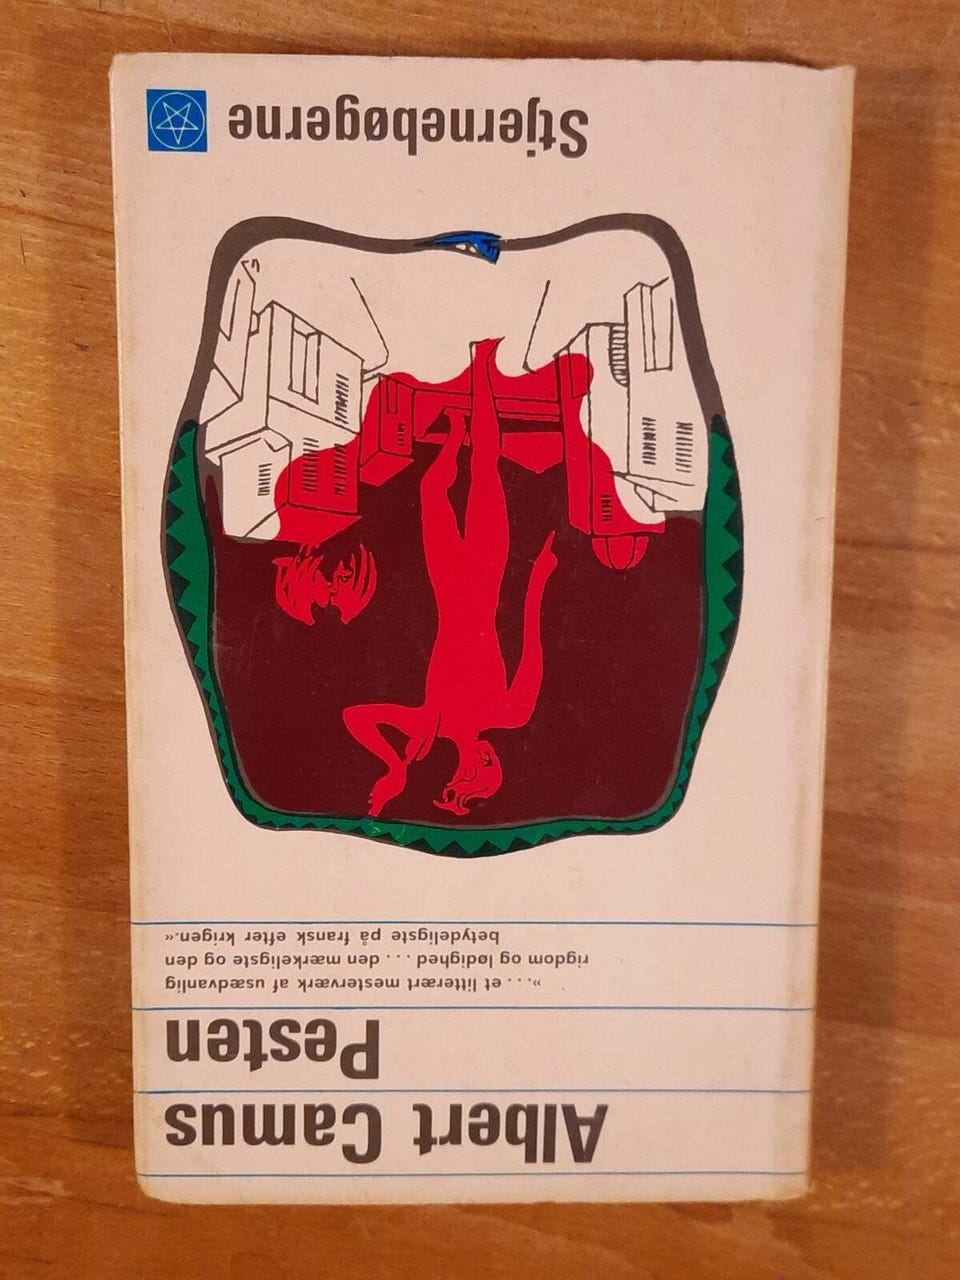 Albert Camus
Pesten
»... et litterært mesterværk af usædvanlig
rigdom og lødighed ... den mærkeligste og den
betydeligste på fransk efter krigen.«
Stjernebøgerne